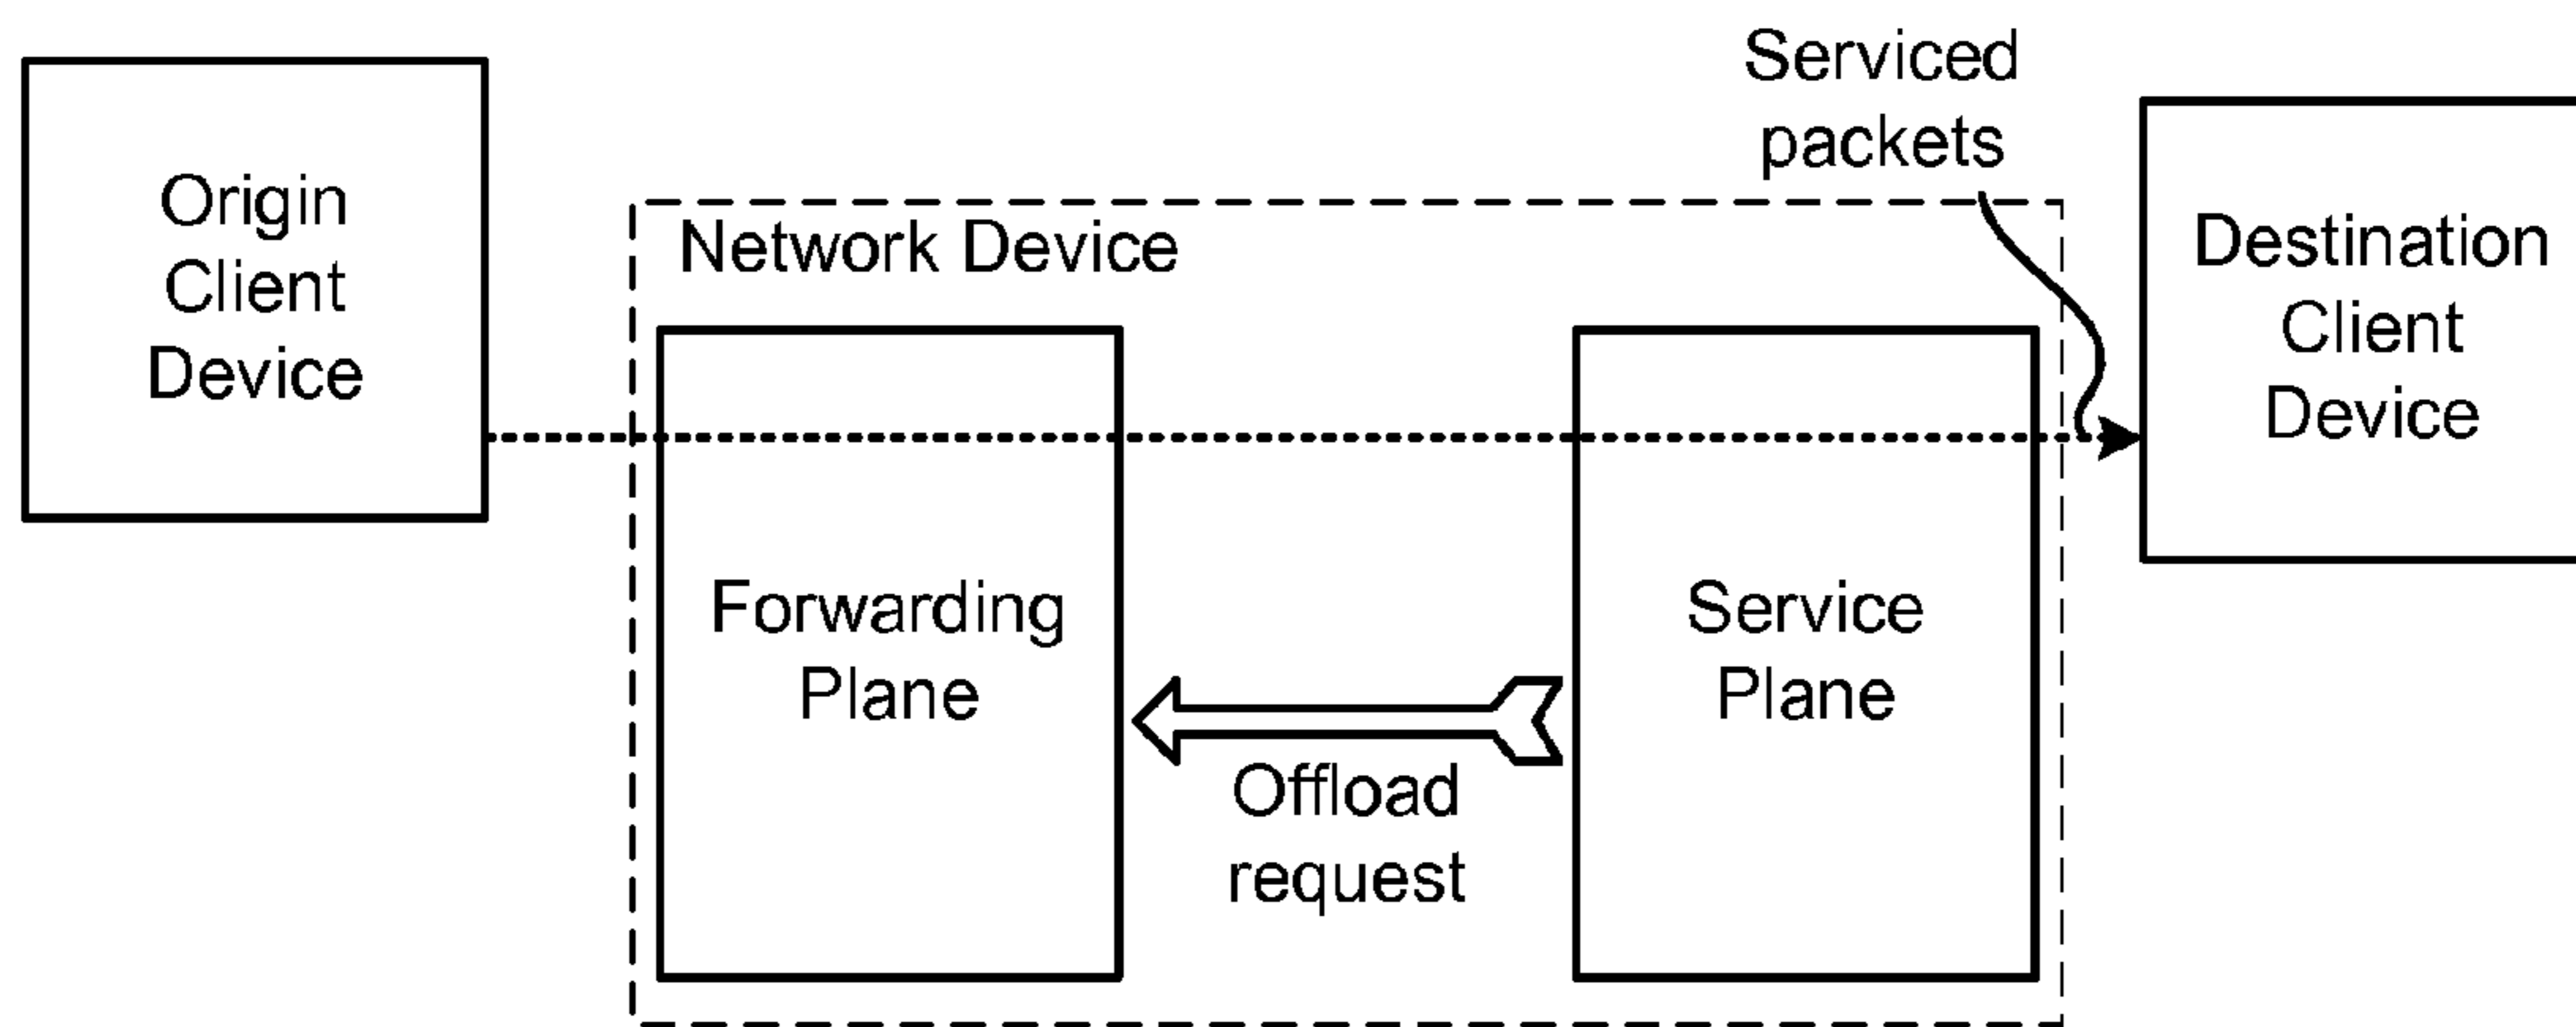 Origin
Client
Device
Network Device
Forwarding
Plane
Offload
request
Service
Plane
Serviced
packets
Destination
Client
Device